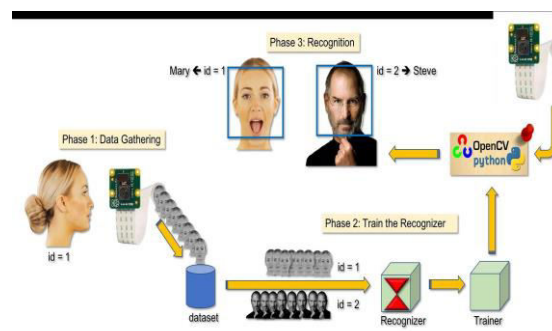 Phase 3: Recognition
Mary ← id = 1
id = 2 → Steve
Phase 1: Data Gathering
OpenCV
python
id = 1
Phase 2: Train the Recognizer
id = 1
id = 2
dataset
Recognizer
Trainer